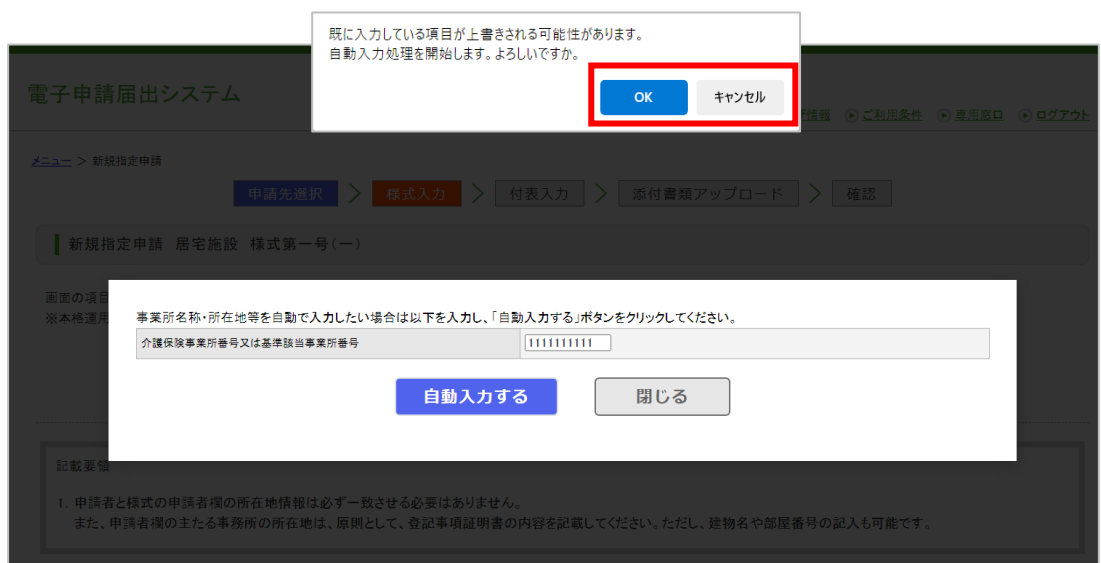 既に入力している項目が上書きされる可能性があります。
自動入力処理を開始します。よろしいですか。
OK キャンセル
電子申請届出システム
情報 ご利用条件 専用窓口 ログアウト
メニュー > 新規指定申請
申請先選択 > 様式入力 > 付表入力 > 添付書類アップロード > 確認
新規指定申請 居宅施設 様式第一号(一)
画面の項目
※本格運用
事業所名称・所在地等を自動で入力したい場合は以下を入力し、「自動入力する」ボタンをクリックしてください。
介護保険事業所番号又は基準該当事業所番号 1111111111
自動入力する 閉じる
記載要領
1. 申請者と様式の申請者欄の所在地情報は必ず一致させる必要はありません。
また、申請者欄の主たる事務所の所在地は、原則として、登記事項証明書の内容を記載してください。ただし、建物名や部屋番号の記入も可能です。